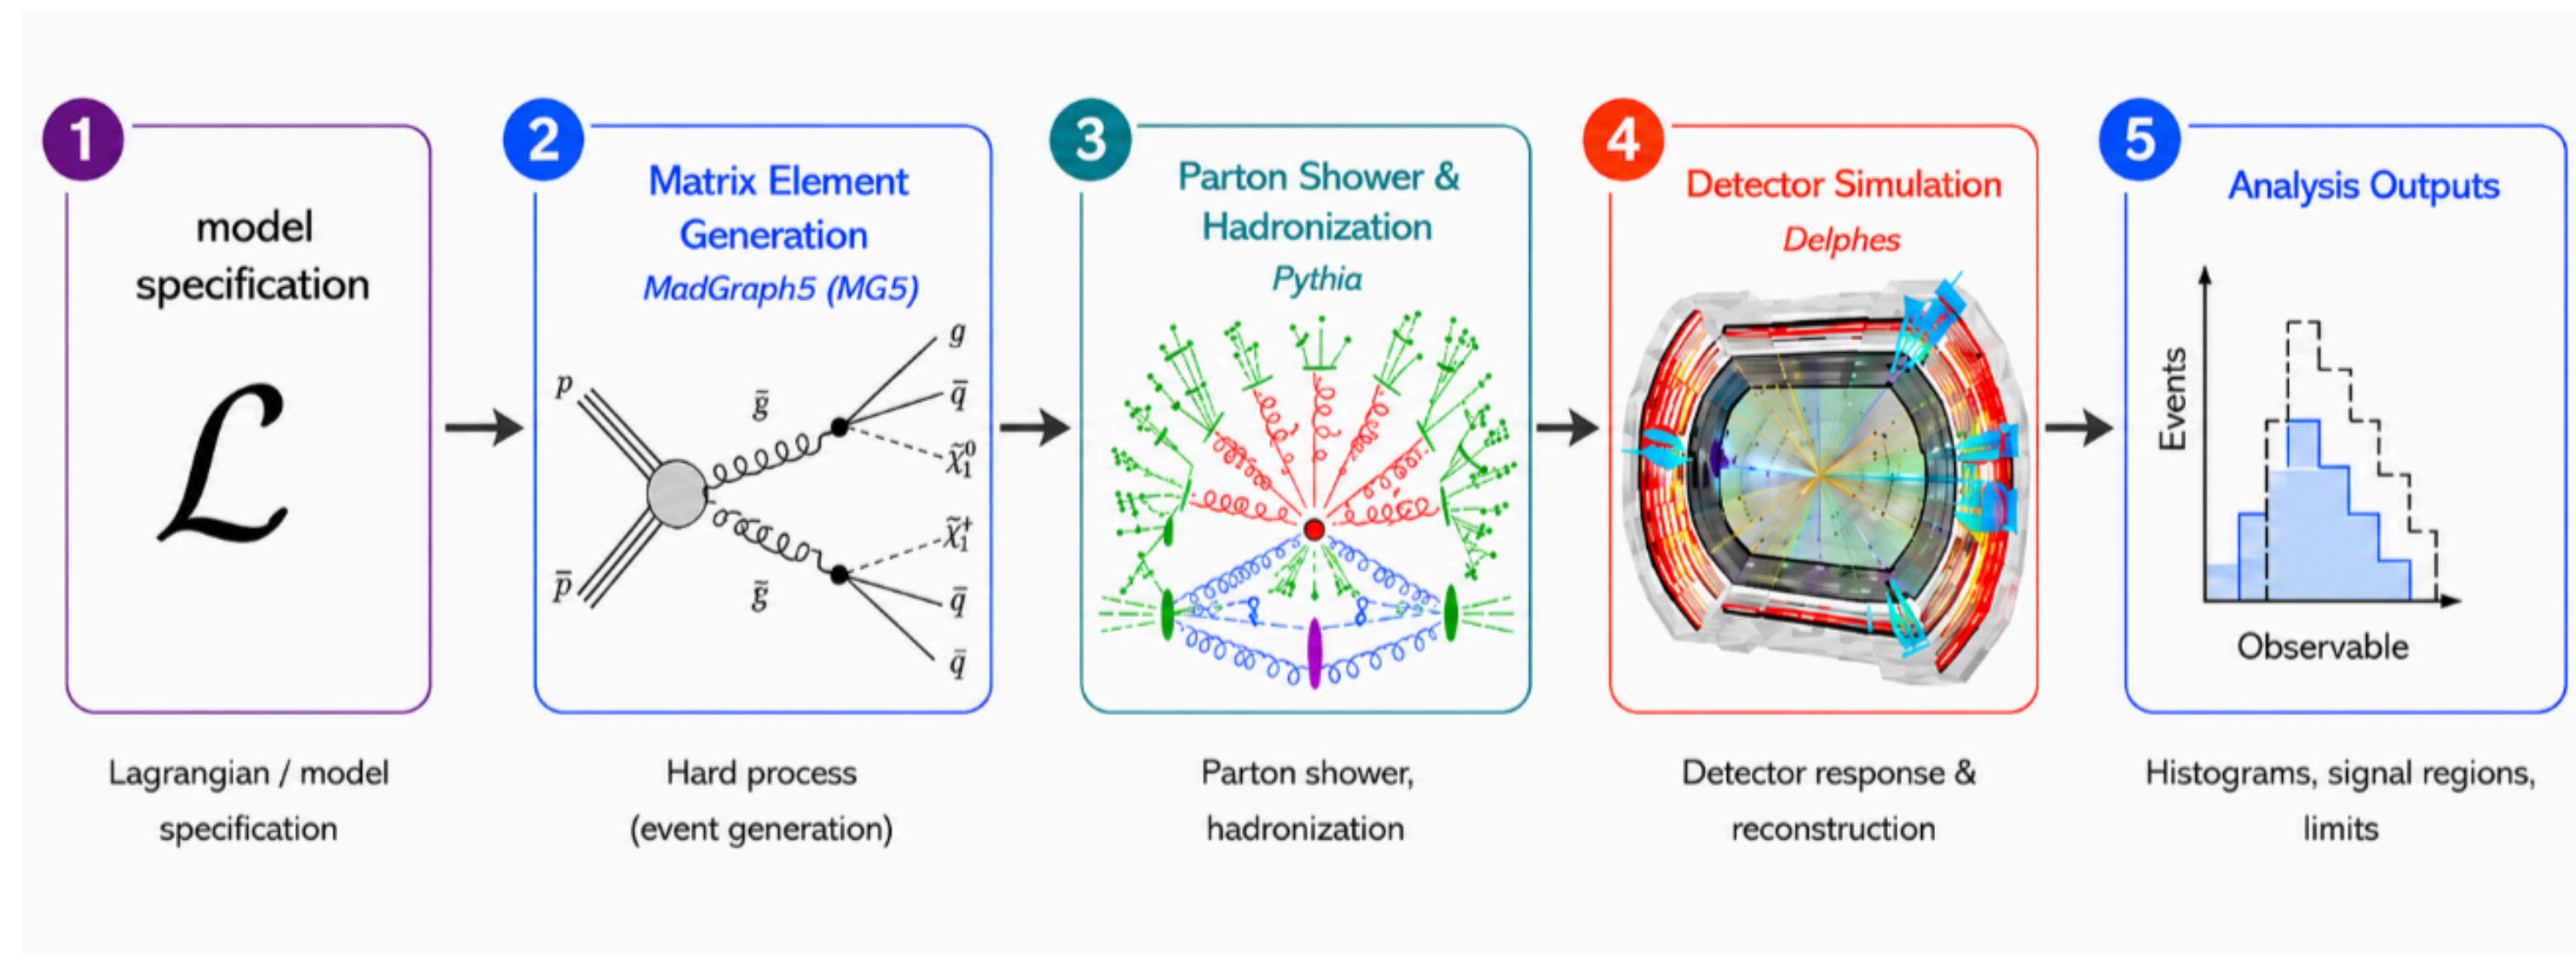 1
model
specification
ℒ
Lagrangian / model
specification
2
Matrix Element
Generation
MadGraph5 (MG5)
p
p̄
g̃
g̃
g
q̄
χ̃₁⁰
χ̃₁⁺
q̄
q̄
Hard process
(event generation)
3
Parton Shower &
Hadronization
Pythia
Parton shower,
hadronization
4
Detector Simulation
Delphes
Detector response &
reconstruction
5
Analysis Outputs
Events
Observable
Histograms, signal regions,
limits